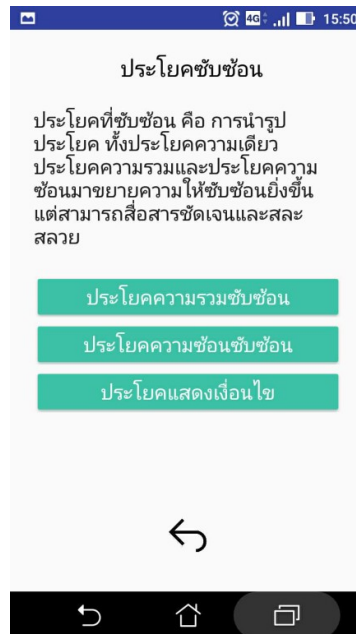 4G 15:50
ประโยคซับซ้อน
ประโยคที่ซับซ้อน คือ การนำรูป
ประโยค ทั้งประโยคความเดียว
ประโยคความรวมและประโยคความ
ซ้อนมาขยายความให้ซับซ้อนยิ่งขึ้น
แต่สามารถสื่อสารชัดเจนและสละ
สลวย
ประโยคความรวมซับซ้อน
ประโยคความซ้อนซับซ้อน
ประโยคแสดงเงื่อนไข